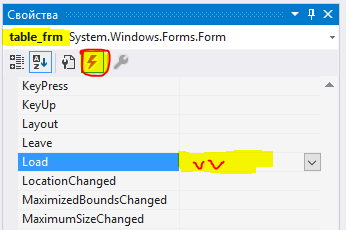 Свойства
table_frm System.Windows.Forms.Form
KeyPress
KeyUp
Layout
Leave
Load
LocationChanged
MaximizedBoundsChanged
MaximumSizeChanged